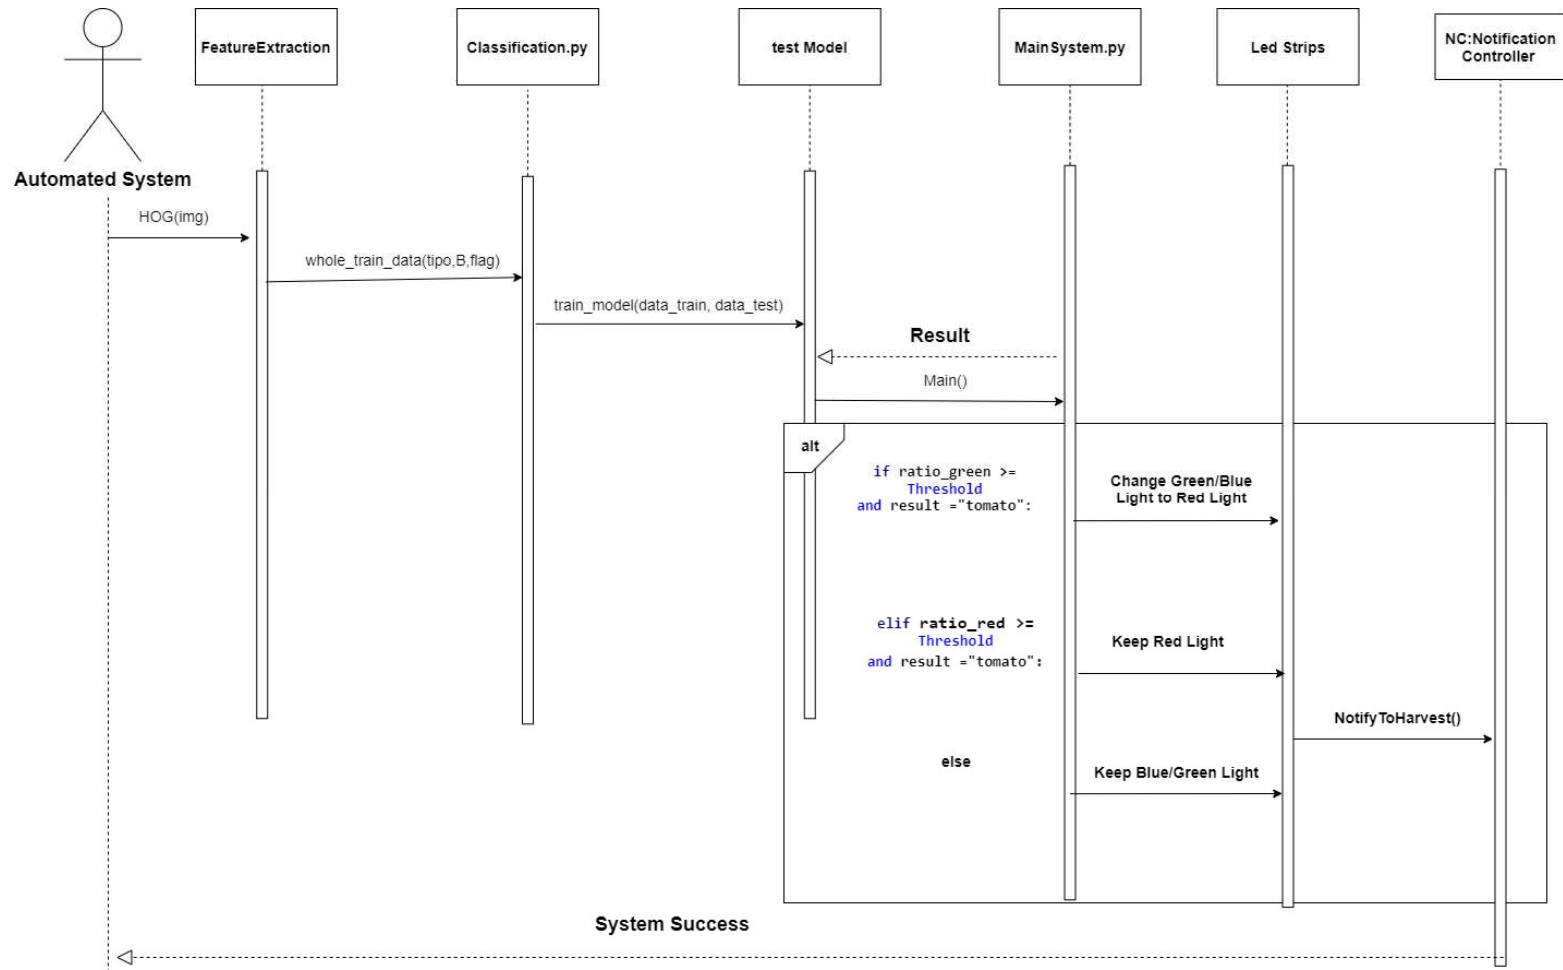 FeatureExtraction
Classification.py
test Model
MainSystem.py
Led Strips
NC:Notification
Controller
Automated System
HOG(img)
whole_train_data(tipo,B,flag)
train_model(data_train, data_test)
Result
Main()
alt
if ratio_green >=
Threshold
and result ="tomato":
Change Green/Blue
Light to Red Light
elif ratio_red >=
Threshold
and result ="tomato":
Keep Red Light
NotifyToHarvest()
else
Keep Blue/Green Light
System Success